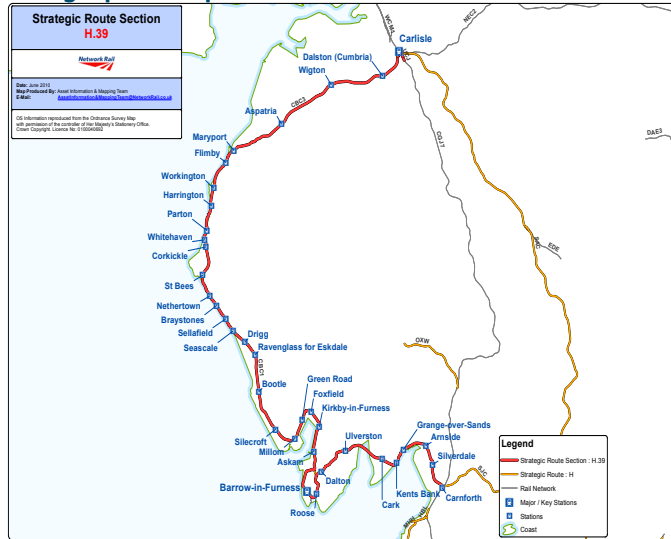 Strategic Route Section
H.39
NetworkRail
Date: June 2010
Map Produced By: Asset Information & Mapping Team
E-Mail: AssetInformation&MappingTeam@NetworkRail.co.uk
OS Information reproduced from the Ordnance Survey Map
with permission of the controller of Her Majesty's Stationery Office.
Crown Copyright. Licence No: 0100040692
WCML
NEC2
Carlisle
Dalston (Cumbria)
Wigton
CBC3
Aspatria
CGJ7
DAE3
Maryport
Flimby
Workington
Harrington
Parton
Whitehaven
Corkickle
SAC
EDE
St Bees
Nethertown
Braystones
Sellafield
Seascale
Drigg
Ravenglass for Eskdale
OXW
CBC1
Bootle
Green Road
Foxfield
Kirkby-in-Furness
Silecroft
Millom
Askam
Ulverston
Grange-over-Sands
Arnside
Silverdale
Barrow-in-Furness
Dalton
Roose
Cark
Kents Bank
Carnforth
SJC
Legend
Strategic Route Section : H.39
Strategic Route : H
Rail Network
Major / Key Stations
Stations
Coast